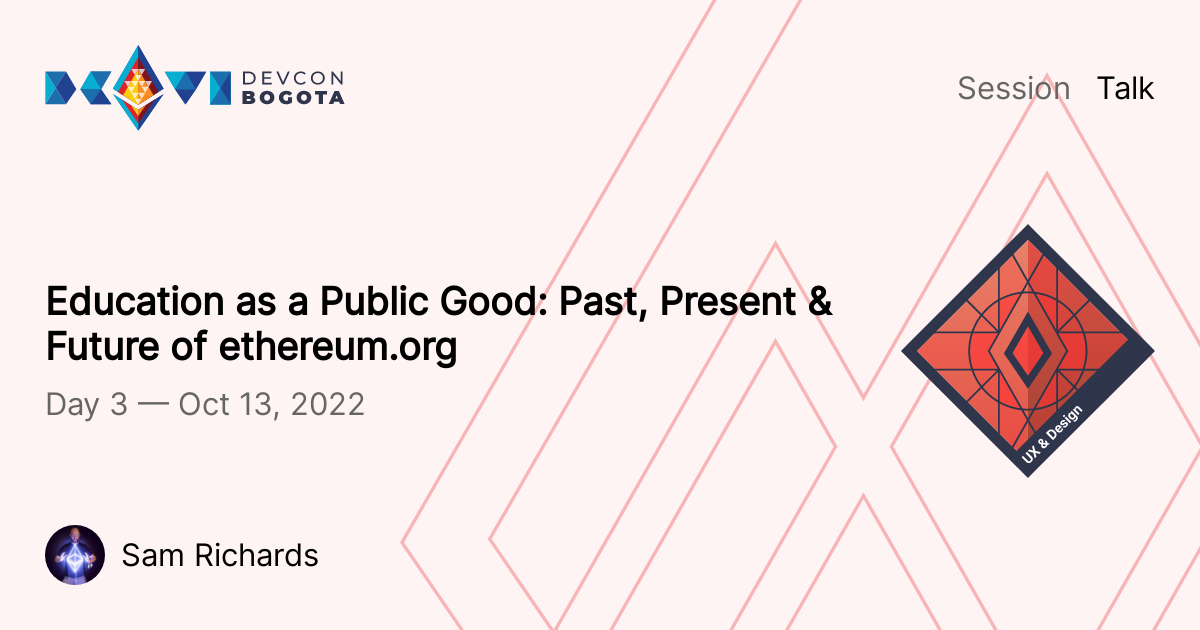 DEVCON
BOGOTA
Session Talk
Education as a Public Good: Past, Present &
Future of ethereum.org
Day 3 — Oct 13, 2022
UX & Design
Sam Richards